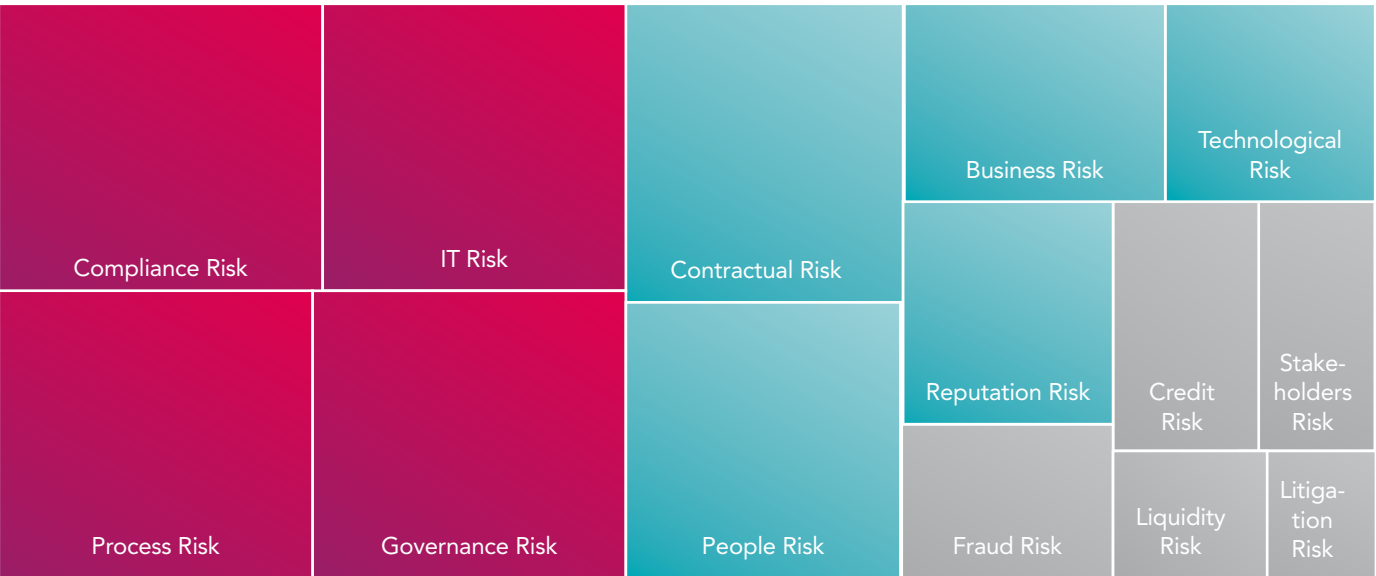 Compliance Risk
IT Risk
Process Risk
Governance Risk
Contractual Risk
People Risk
Business Risk
Technological
Risk
Reputation Risk
Credit
Risk
Stake-
holders
Risk
Fraud Risk
Liquidity
Risk
Litiga-
tion
Risk